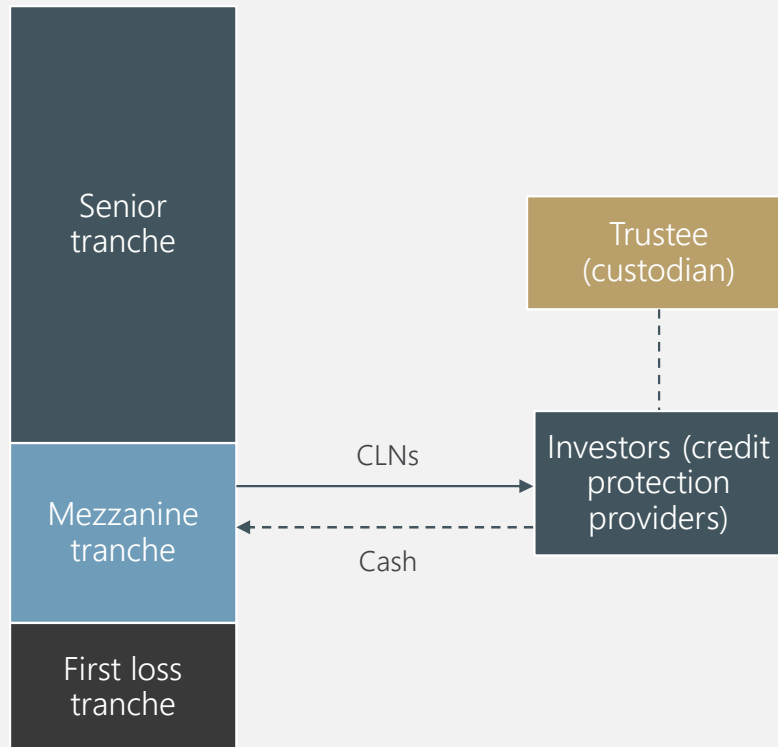 Senior
tranche
Trustee
(custodian)
CLNs
Investors (credit
protection
providers)
Mezzanine
tranche
Cash
First loss
tranche